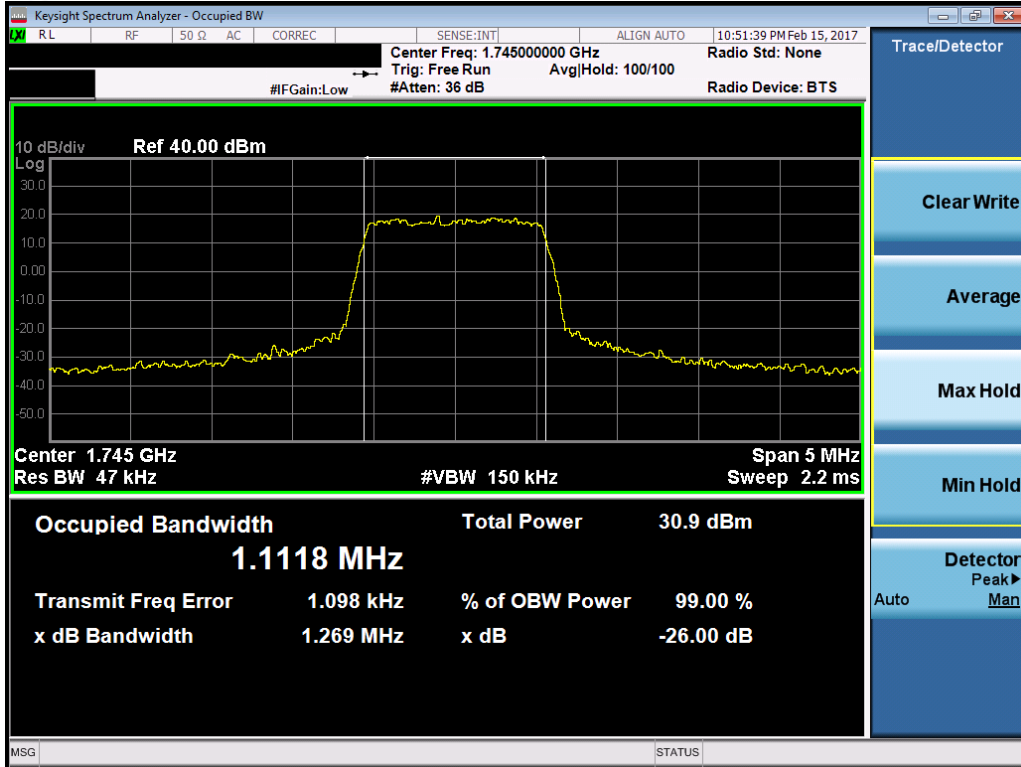 Keysight Spectrum Analyzer - Occupied BW
LXI RL RF 50 Ω AC CORREC SENSE:INT ALIGN AUTO 10:51:39 PM Feb 15, 2017
Center Freq: 1.745000000 GHz Radio Std: None
Trig: Free Run Avg|Hold: 100/100
#IFGain:Low #Atten: 36 dB Radio Device: BTS
Trace/Detector
10 dB/div Ref 40.00 dBm
Log
30.0
20.0
10.0
0.00
-10.0
-20.0
-30.0
-40.0
-50.0
Center 1.745 GHz Span 5 MHz
Res BW 47 kHz #VBW 150 kHz Sweep 2.2 ms
Occupied Bandwidth Total Power 30.9 dBm
1.1118 MHz
Transmit Freq Error 1.098 kHz % of OBW Power 99.00 %
x dB Bandwidth 1.269 MHz x dB -26.00 dB
Clear Write
Average
Max Hold
Min Hold
Detector
Peak▶
Auto Man
MSG STATUS